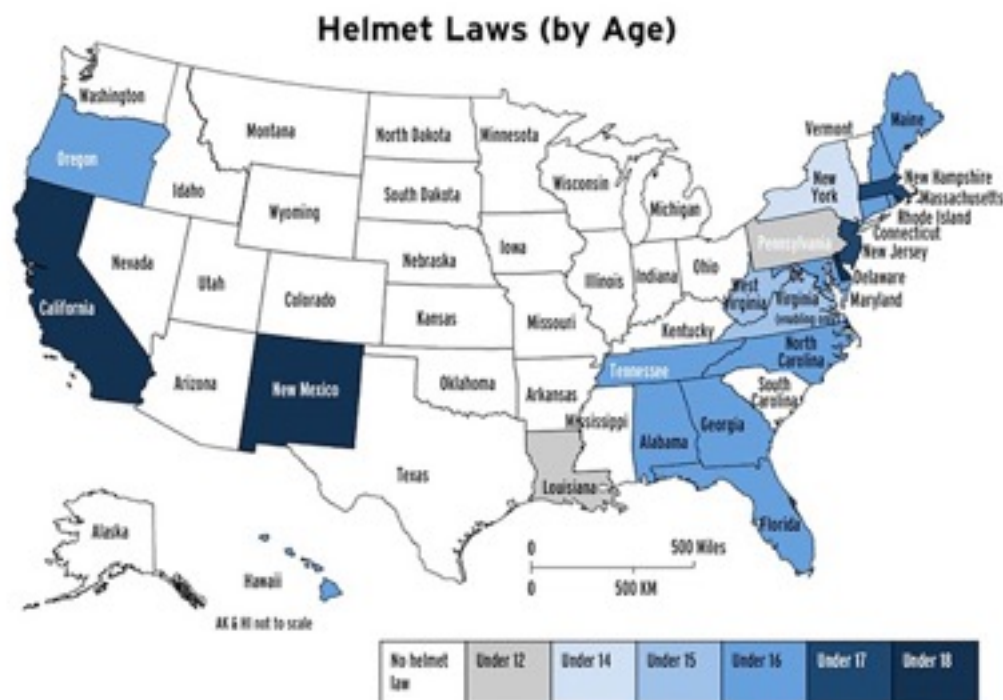 Helmet Laws (by Age)
Washington
Montana
North Dakota
Minnesota
Vermont
Maine
Oregon
Idaho
South Dakota
Wisconsin
New
York
New Hampshire
Massachusetts
Rhode Island
Connecticut
Wyoming
Michigan
Pennsylvania
New Jersey
Nevada
Utah
Nebraska
Iowa
Illinois
Indiana
Ohio
DC
Delaware
Maryland
California
Colorado
Kansas
Missouri
West
Virginia
Virginia
Kentucky
North
Carolina
Arizona
New Mexico
Oklahoma
Arkansas
Tennessee
South
Carolina
Mississippi
Alabama
Georgia
Texas
Louisiana
Florida
Alaska
Hawaii
AK & HI not to scale
0 500 Miles
0 500 KM
No helmet
law
Under 12
Under 14
Under 15
Under 16
Under 17
Under 18